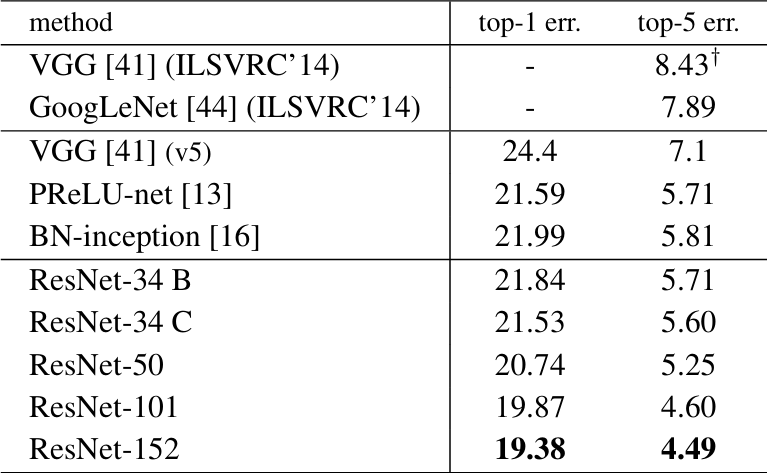 method top-1 err. top-5 err.
VGG [41] (ILSVRC’14) - 8.43†
GoogLeNet [44] (ILSVRC’14) - 7.89
VGG [41] (v5) 24.4 7.1
PReLU-net [13] 21.59 5.71
BN-inception [16] 21.99 5.81
ResNet-34 B 21.84 5.71
ResNet-34 C 21.53 5.60
ResNet-50 20.74 5.25
ResNet-101 19.87 4.60
ResNet-152 19.38 4.49